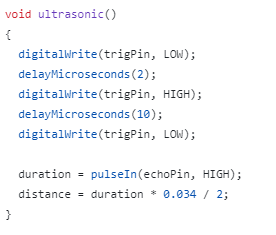 void ultrasonic()
{
  digitalWrite(trigPin, LOW);
  delayMicroseconds(2);
  digitalWrite(trigPin, HIGH);
  delayMicroseconds(10);
  digitalWrite(trigPin, LOW);

  duration = pulseIn(echoPin, HIGH);
  distance = duration * 0.034 / 2;
}